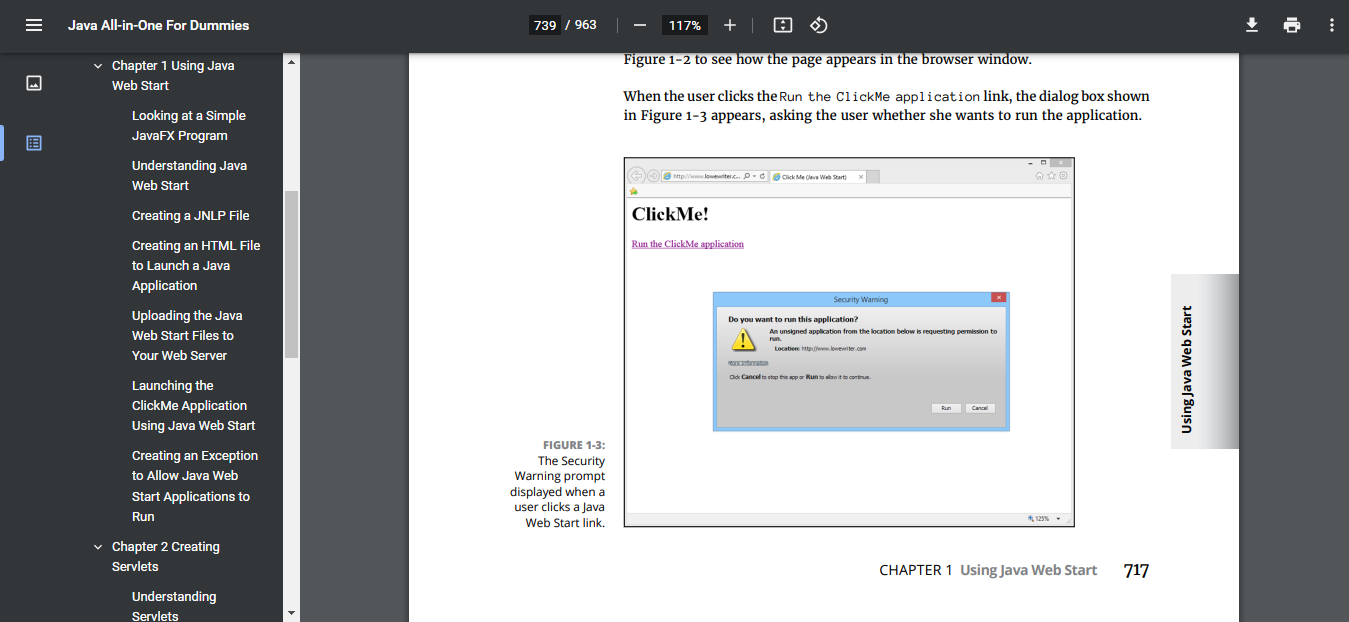 Java All-in-One For Dummies
739 / 963
117%
Chapter 1 Using Java
Web Start
Looking at a Simple
JavaFX Program
Understanding Java
Web Start
Creating a JNLP File
Creating an HTML File
to Launch a Java
Application
Uploading the Java
Web Start Files to
Your Web Server
Launching the
ClickMe Application
Using Java Web Start
Creating an Exception
to Allow Java Web
Start Applications to
Run
Chapter 2 Creating
Servlets
Understanding
Servlets
Figure 1-2 to see how the page appears in the browser window.
When the user clicks the Run the ClickMe application link, the dialog box shown
in Figure 1-3 appears, asking the user whether she wants to run the application.
http://www.lowewriter.c...
Click Me (Java Web Start)
ClickMe!
Run the ClickMe application
Security Warning
Do you want to run this application?
An unsigned application from the location below is requesting permission to
run.
Location: http://www.lowewriter.com
More Information
Click Cancel to stop this app or Run to allow it to continue.
Run Cancel
125%
FIGURE 1-3:
The Security
Warning prompt
displayed when a
user clicks a Java
Web Start link.
Using Java Web Start
CHAPTER 1 Using Java Web Start 717